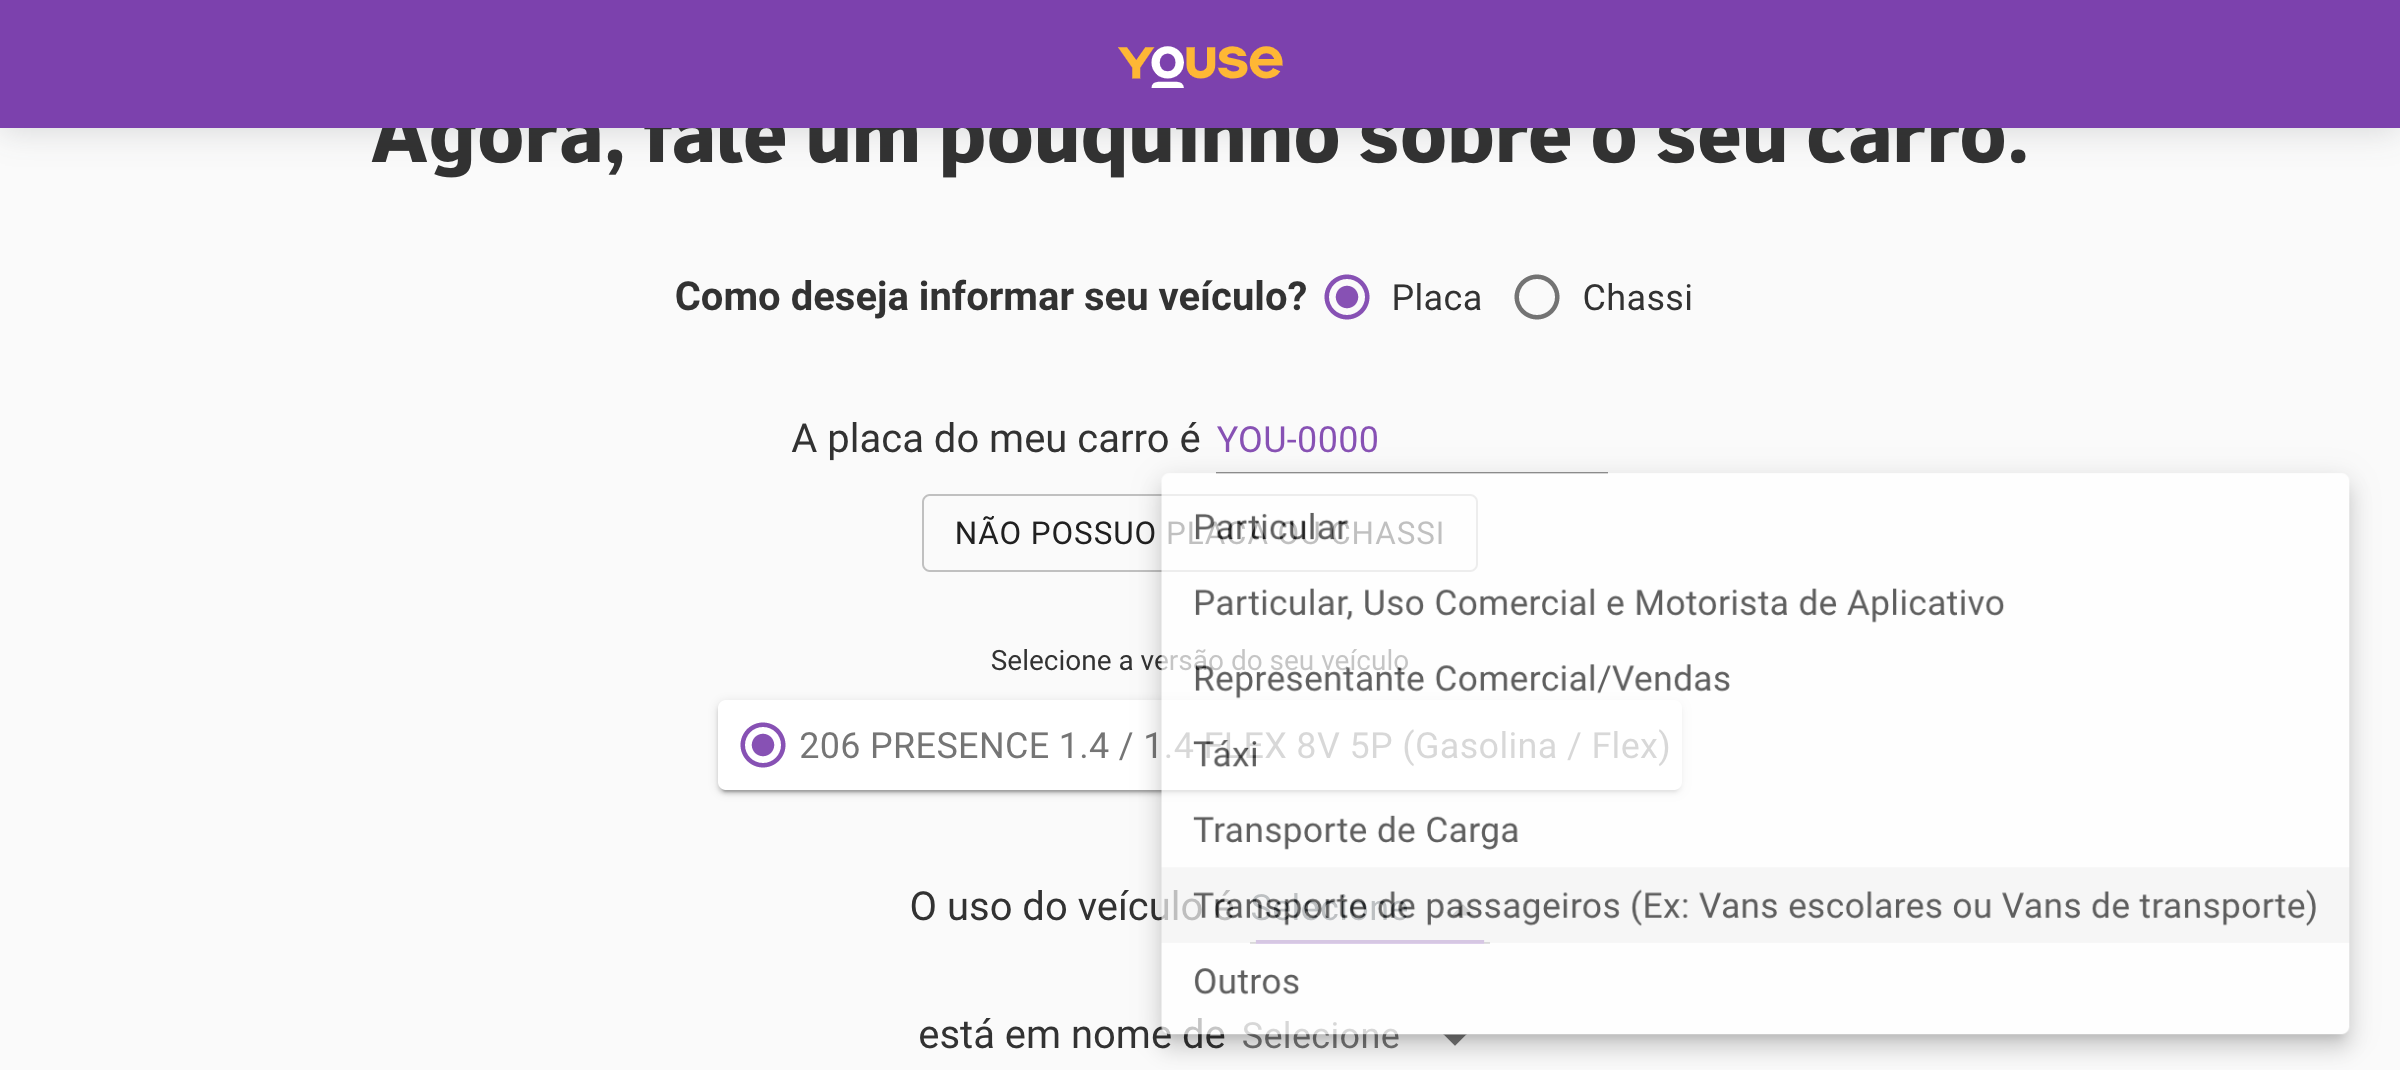 YOUSE
Agora, fale um pouquinho sobre o seu carro.
Como deseja informar seu veículo? Placa Chassi
A placa do meu carro é YOU-0000
NÃO POSSUO PLACA OU CHASSI
Particular
Particular, Uso Comercial e Motorista de Aplicativo
Selecione a versão do seu veículo
Representante Comercial/Vendas
206 PRESENCE 1.4 / 1.4 FLEX 8V 5P (Gasolina / Flex)
Táxi
Transporte de Carga
O uso do veículo é Selecione
Transporte de passageiros (Ex: Vans escolares ou Vans de transporte)
Outros
está em nome de Selecione